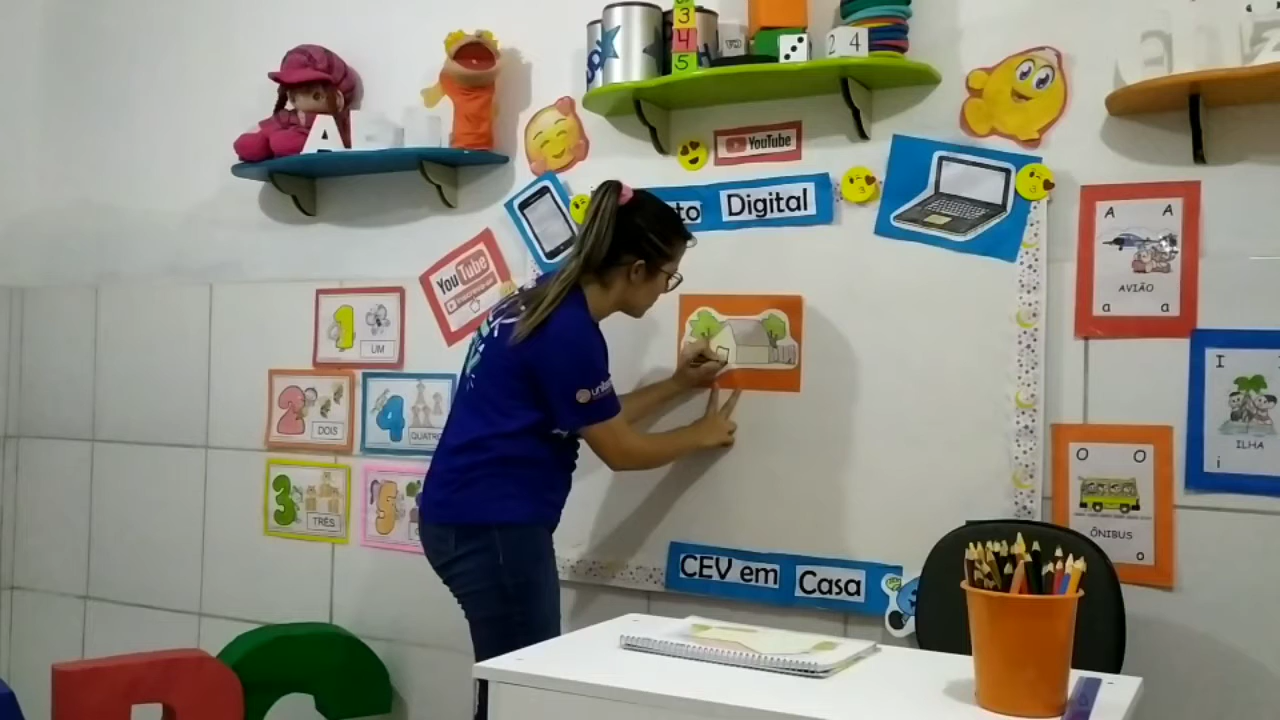 3
4
5
2 4
A
YouTube
to Digital
YouTube
1
UM
2
DOIS
4
QUATRO
3
TRÊS
5
A A
AVIÃO
a a
I
ILHA
i
O O
ÔNIBUS
o
CEV em Casa